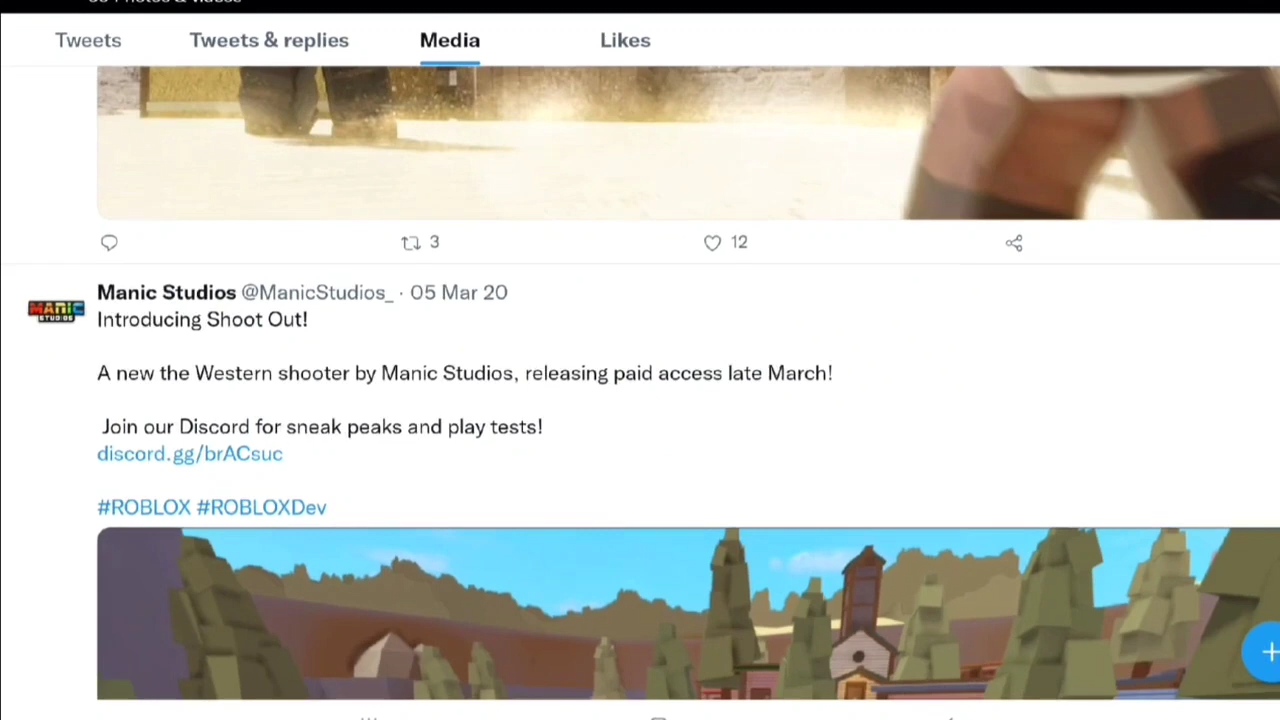 Tweets Tweets & replies Media Likes
3 12
Manic Studios @ManicStudios_ · 05 Mar 20
MANIC
STUDIOS
Introducing Shoot Out!
A new the Western shooter by Manic Studios, releasing paid access late March!
Join our Discord for sneak peaks and play tests!
discord.gg/brACsuc
#ROBLOX #ROBLOXDev